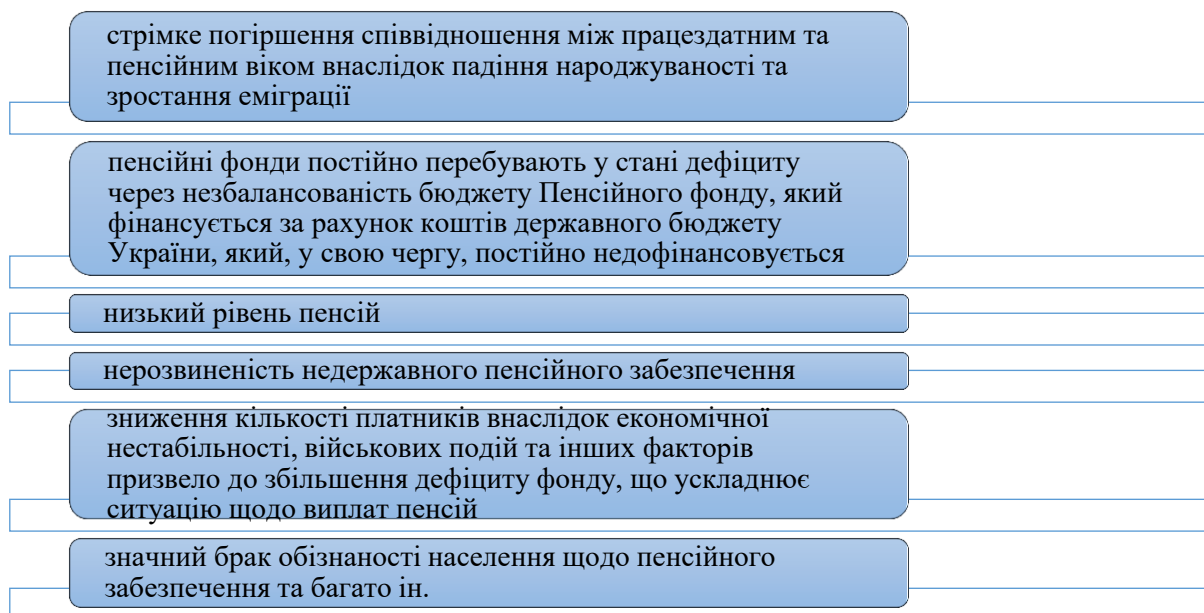 стрімке погіршення співвідношення між працездатним та
пенсійним віком внаслідок падіння народжуваності та
зростання еміграції
пенсійні фонди постійно перебувають у стані дефіциту
через незбалансованість бюджету Пенсійного фонду, який
фінансується за рахунок коштів державного бюджету
України, який, у свою чергу, постійно недофінансовується
низький рівень пенсій
нерозвиненість недержавного пенсійного забезпечення
зниження кількості платників внаслідок економічної
нестабільності, військових подій та інших факторів
призвело до збільшення дефіциту фонду, що ускладнює
ситуацію щодо виплат пенсій
значний брак обізнаності населення щодо пенсійного
забезпечення та багато ін.